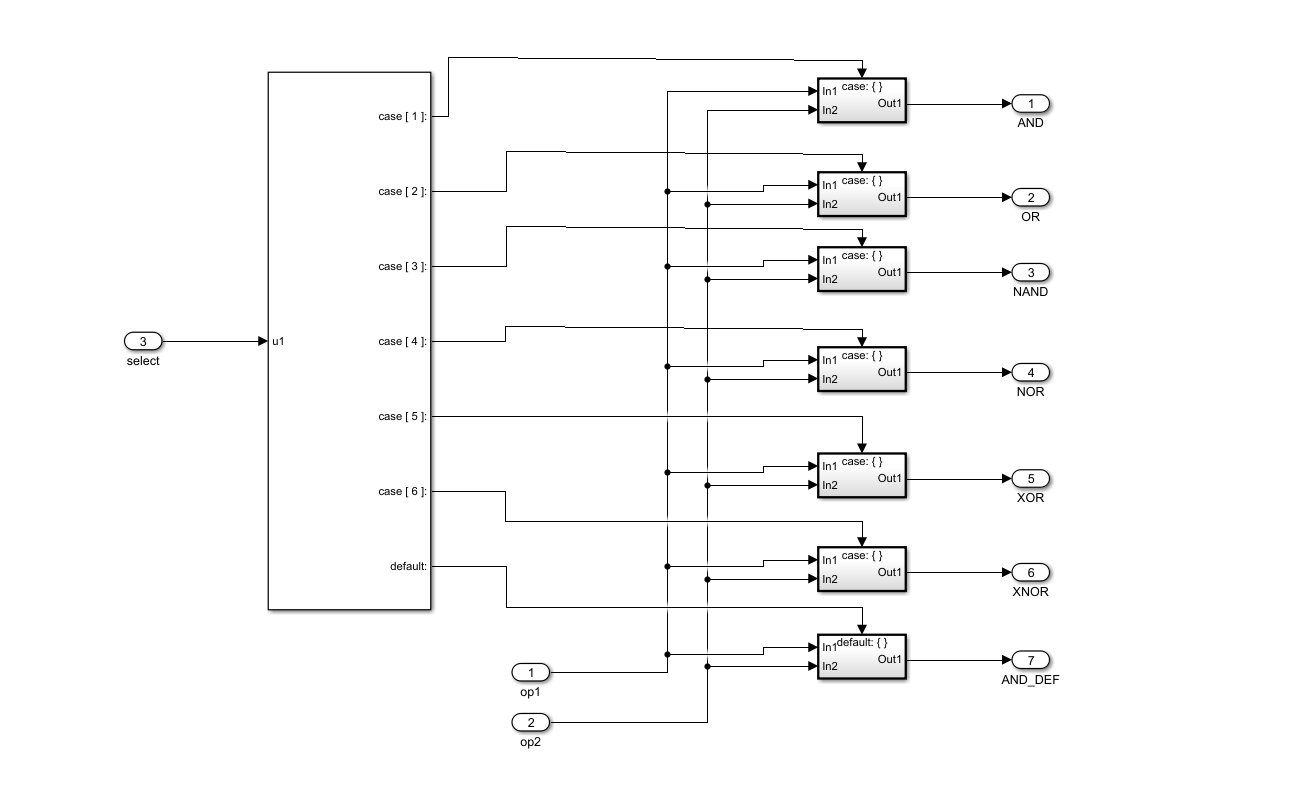 case [ 1 ]:
case [ 2 ]:
case [ 3 ]:
case [ 4 ]:
case [ 5 ]:
case [ 6 ]:
default:
u1
3
select
1
op1
2
op2
case: { }
In1
In2
Out1
1
AND
case: { }
In1
In2
Out1
2
OR
case: { }
In1
In2
Out1
3
NAND
case: { }
In1
In2
Out1
4
NOR
case: { }
In1
In2
Out1
5
XOR
case: { }
In1
In2
Out1
6
XNOR
default: { }
In1
In2
Out1
7
AND_DEF